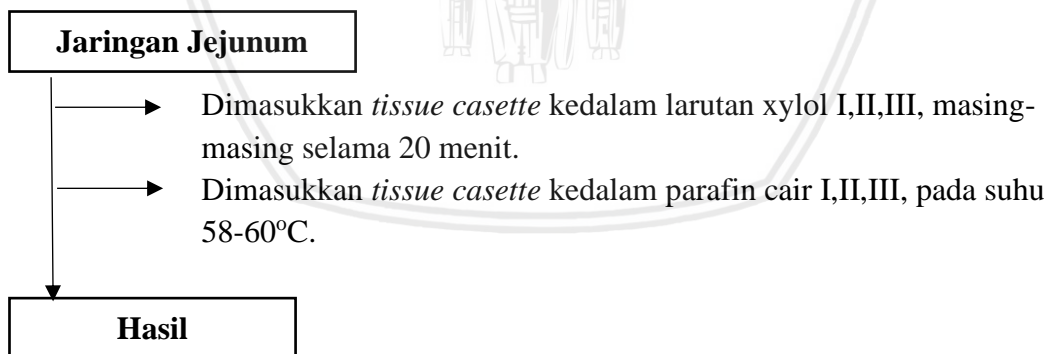 Jaringan Jejunum
Dimasukkan tissue casette kedalam larutan xylol I,II,III, masing-
masing selama 20 menit.
Dimasukkan tissue casette kedalam parafin cair I,II,III, pada suhu
58-60°C.
Hasil